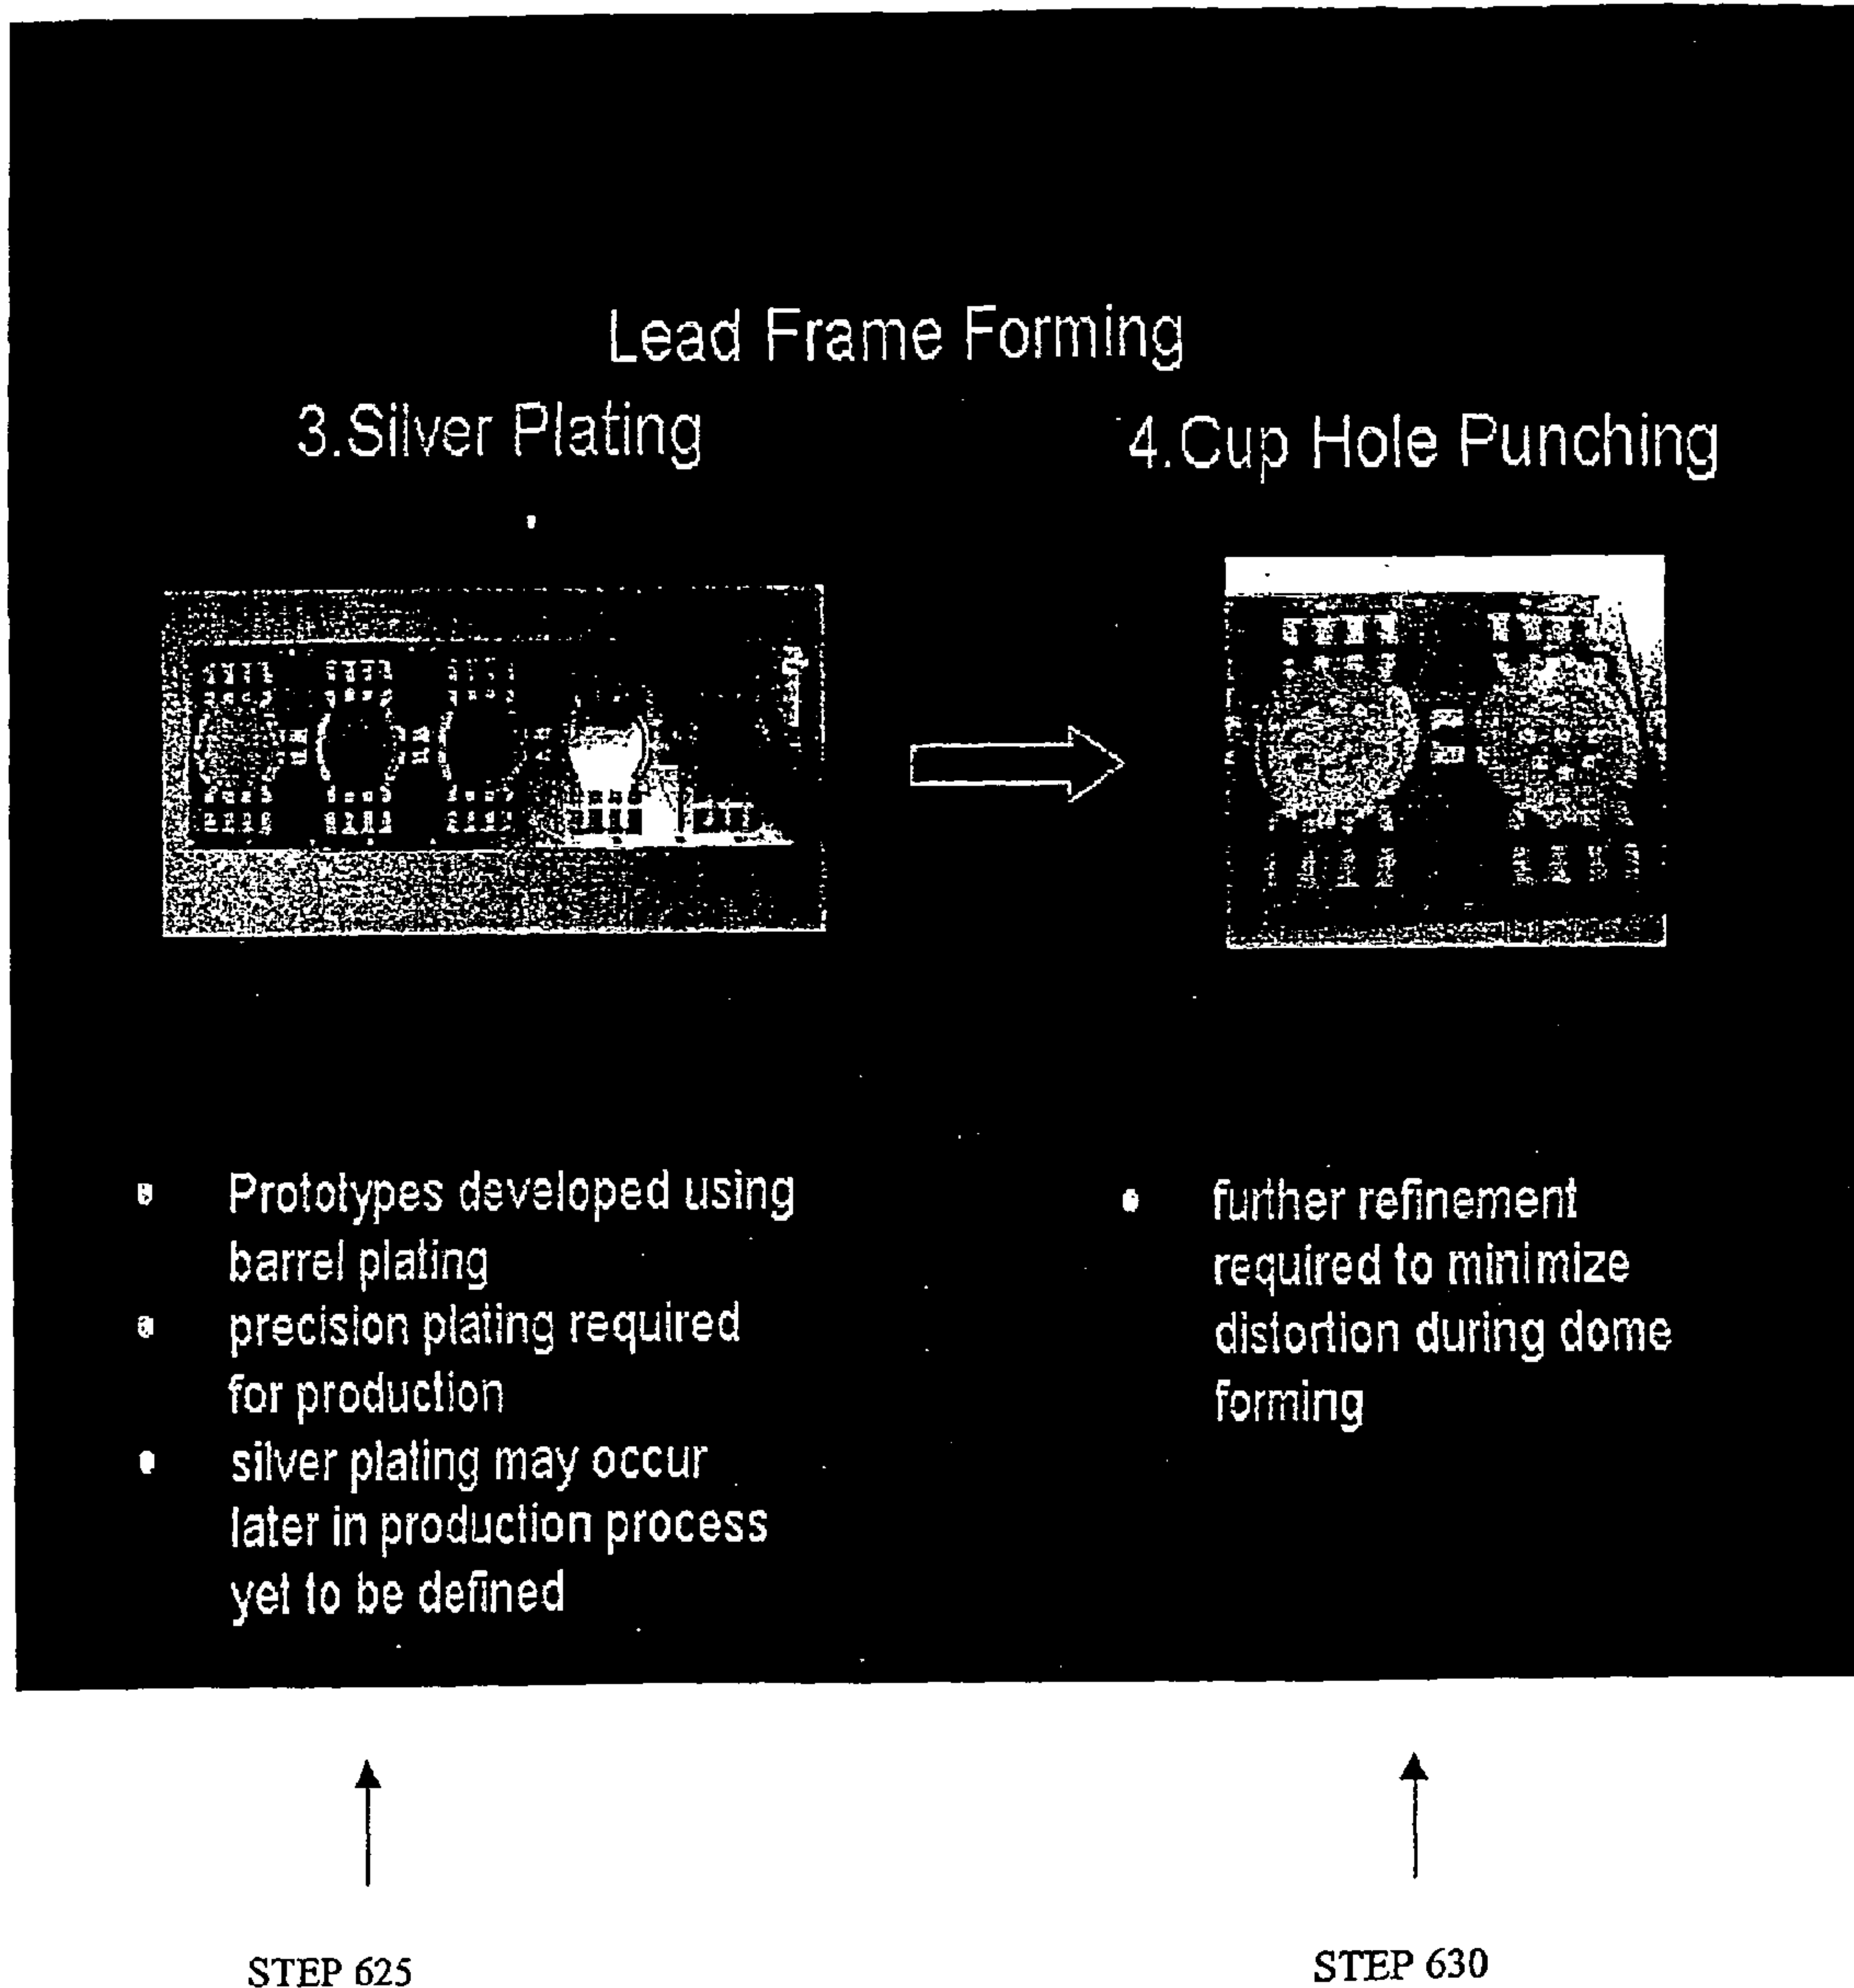 Lead Frame Forming
3.Silver Plating
4.Cup Hole Punching
Prototypes developed using
barrel plating
precision plating required
for production
silver plating may occur
later in production process
yet to be defined
further refinement
required to minimize
distortion during dome
forming
STEP 625
STEP 630